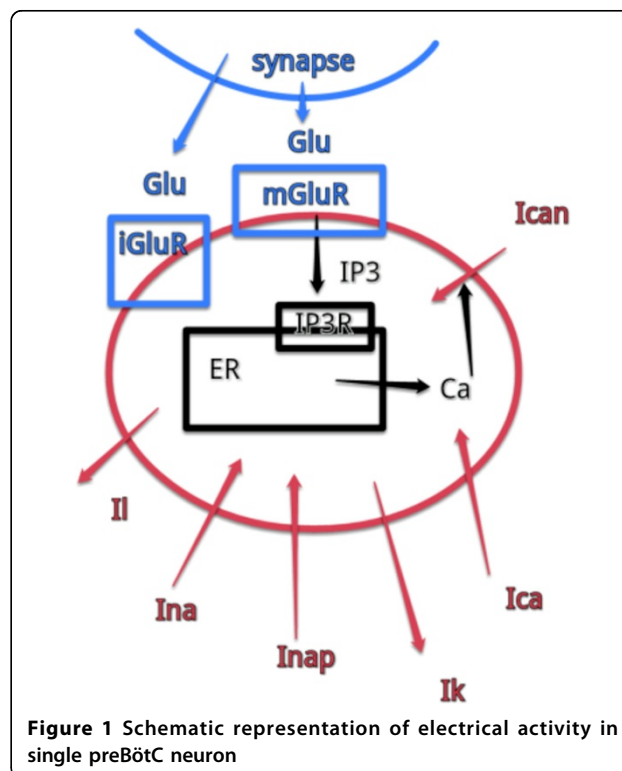 synapse
Glu
Glu
mGluR
iGluR
Ican
IP3
IP3R
ER
Ca
Il
Ina
Ica
Inap
Ik
Figure 1 Schematic representation of electrical activity in
single preBötC neuron